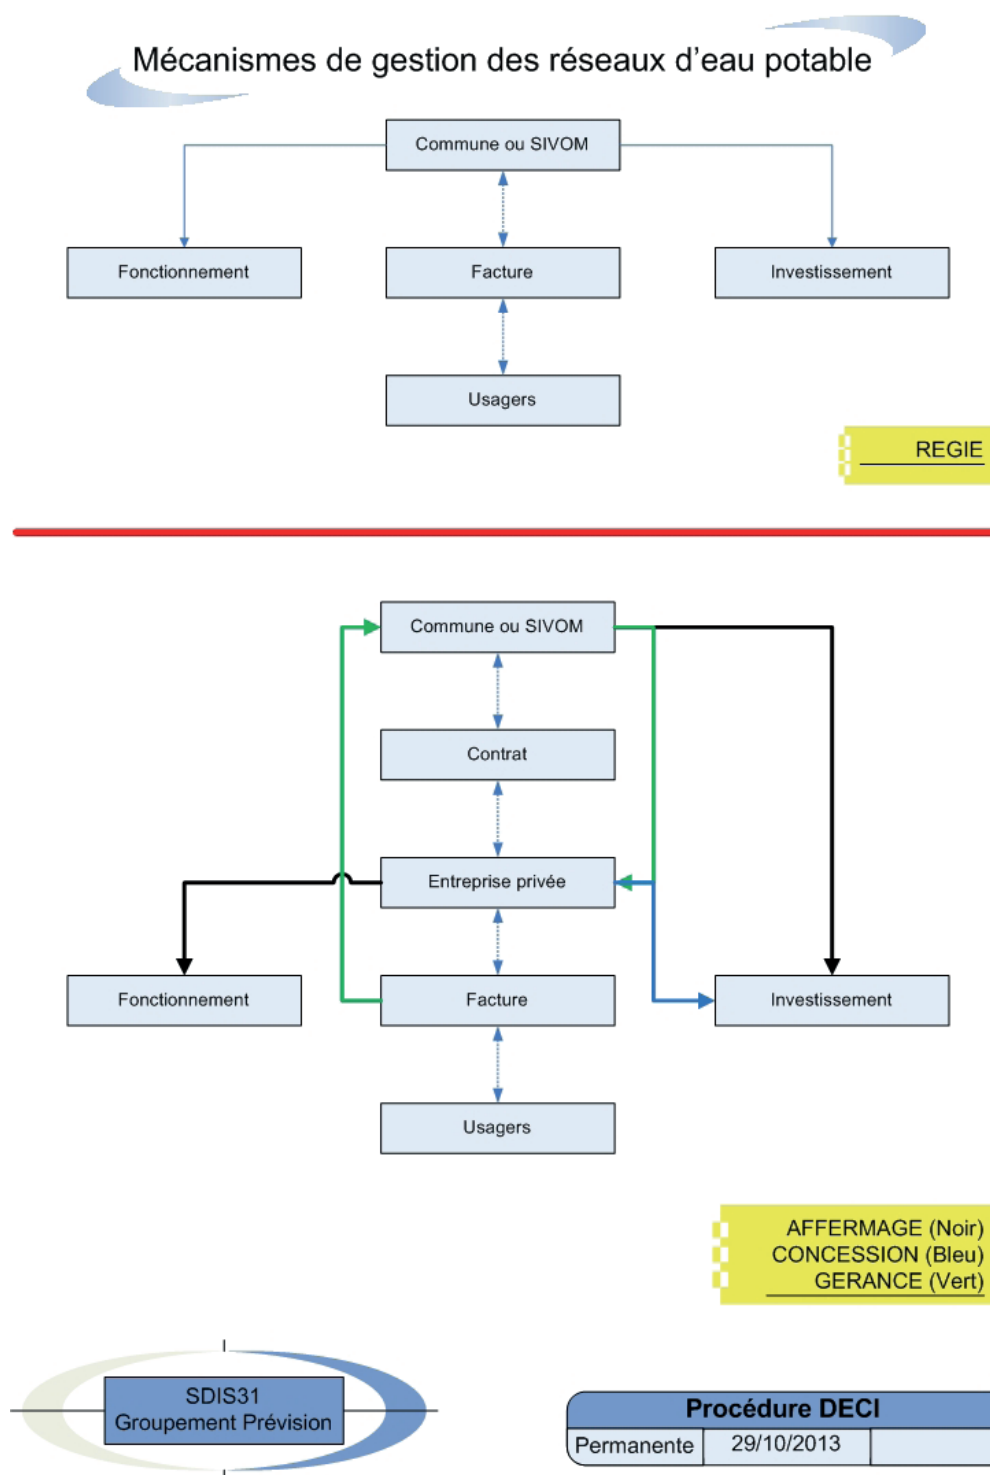 Mécanismes de gestion des réseaux d'eau potable
Commune ou SIVOM
Fonctionnement
Facture
Investissement
Usagers
REGIE
Commune ou SIVOM
Contrat
Entreprise privée
Fonctionnement
Facture
Investissement
Usagers
AFFERMAGE (Noir)
CONCESSION (Bleu)
GERANCE (Vert)
SDIS31
Groupement Prévision
Procédure DECI
Permanente
29/10/2013